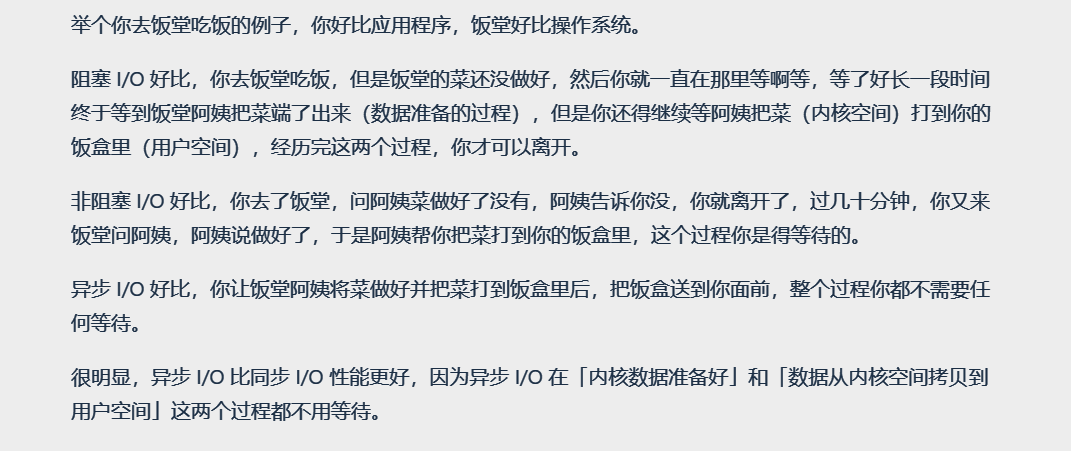 举个你去饭堂吃饭的例子，你好比应用程序，饭堂好比操作系统。
阻塞 I/O 好比，你去饭堂吃饭，但是饭堂的菜还没做好，然后你就一直在那里等啊等，等了好长一段时间
终于等到饭堂阿姨把菜端了出来（数据准备的过程），但是你还得继续等阿姨把菜（内核空间）打到你的
饭盒里（用户空间），经历完这两个过程，你才可以离开。
非阻塞 I/O 好比，你去了饭堂，问阿姨菜做好了没有，阿姨告诉你没，你就离开了，过几十分钟，你又来
饭堂问阿姨，阿姨说做好了，于是阿姨帮你把菜打到你的饭盒里，这个过程你是得等待的。
异步 I/O 好比，你让饭堂阿姨将菜做好并把菜打到饭盒里后，把饭盒送到你面前，整个过程你都不需要任
何等待。
很明显，异步 I/O 比同步 I/O 性能更好，因为异步 I/O 在「内核数据准备好」和「数据从内核空间拷贝到
用户空间」这两个过程都不用等待。